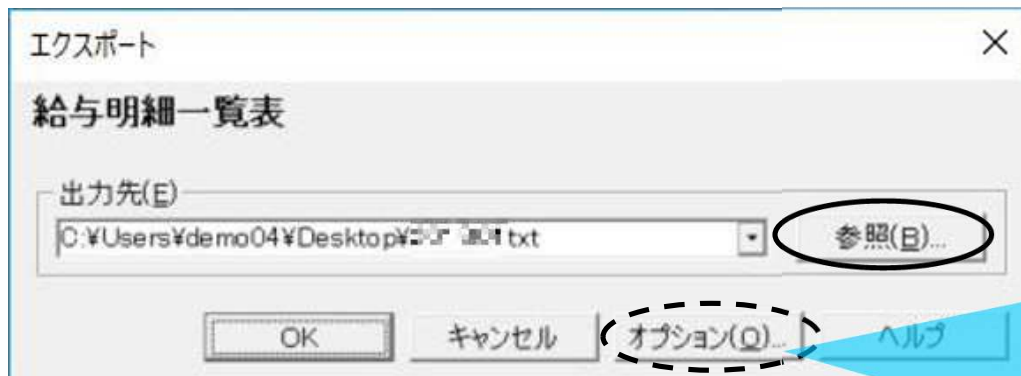 エクスポート
給与明細一覧表
出力先(E)
C:¥Users¥demo04¥Desktop¥ txt
参照(B)...
OK キャンセル オプション(O)... ヘルプ